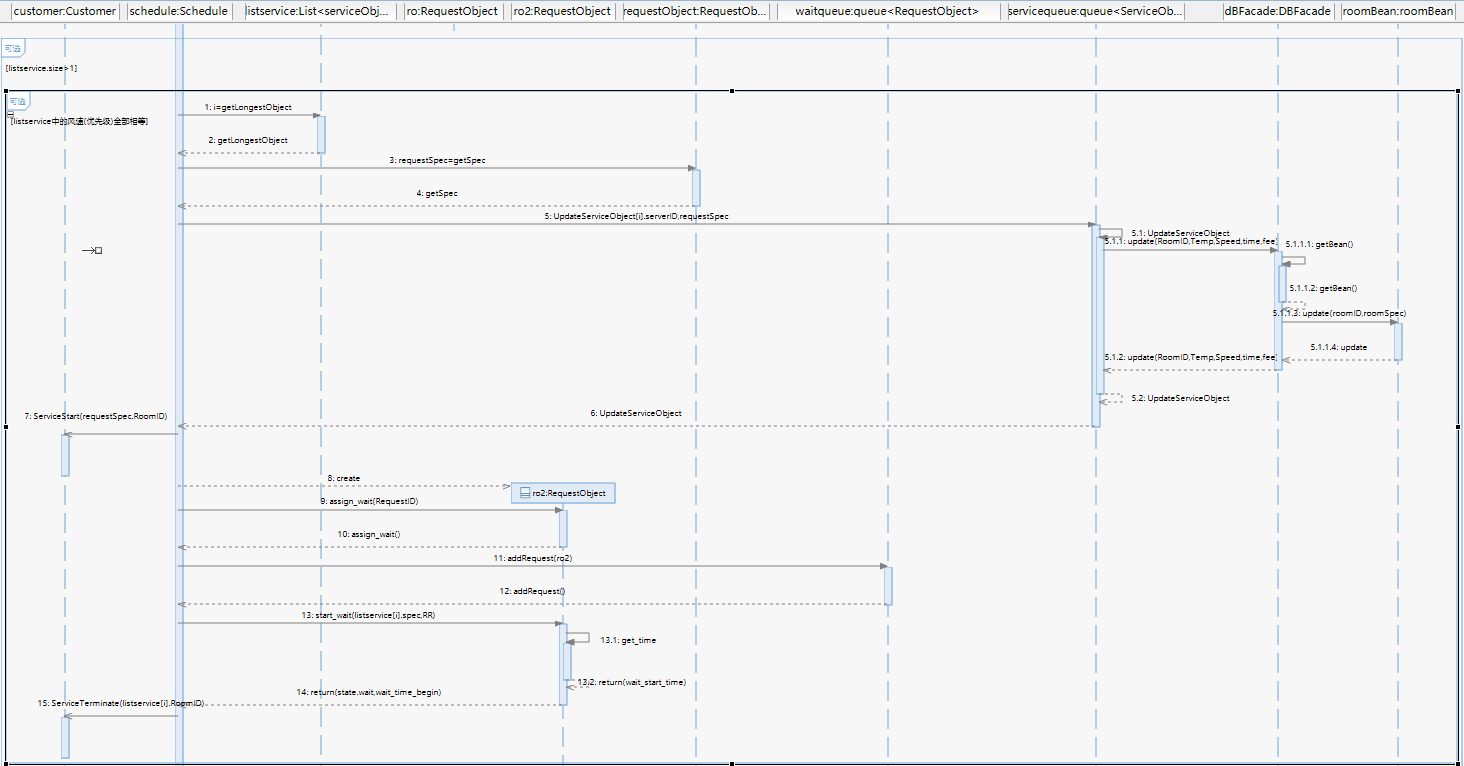 customer:Customer
schedule:Schedule
listservice:List<serviceObj...
ro:RequestObject
ro2:RequestObject
requestObject:RequestOb...
waitqueue:queue<RequestObject>
servicequeue:queue<ServiceOb...
dBFacade:DBFacade
roomBean:roomBean
可选
[listservice.size>1]
可选
[listservice中的风速(优先级)全部相等]
1: i=getLongestObject
2: getLongestObject
3: requestSpec=getSpec
4: getSpec
5: UpdateServiceObject[i].serverID,requestSpec
5.1: UpdateServiceObject
5.1.1: update(RoomID,Temp,Speed,time,fee)
5.1.1.1: getBean()
5.1.1.2: getBean()
5.1.1.3: update(roomID,roomSpec)
5.1.1.4: update
5.1.2: update(RoomID,Temp,Speed,time,fee)
5.2: UpdateServiceObject
6: UpdateServiceObject
7: ServiceStart(requestSpec.RoomID)
8: create
ro2:RequestObject
9: assign_wait(RequestID)
10: assign_wait()
11: addRequest(ro2)
12: addRequest()
13: start_wait(listservice[i].spec,RR)
13.1: get_time
13.2: return(wait_start_time)
14: return(state.wait,wait_time_begin)
15: ServiceTerminate(listservice[i].RoomID)